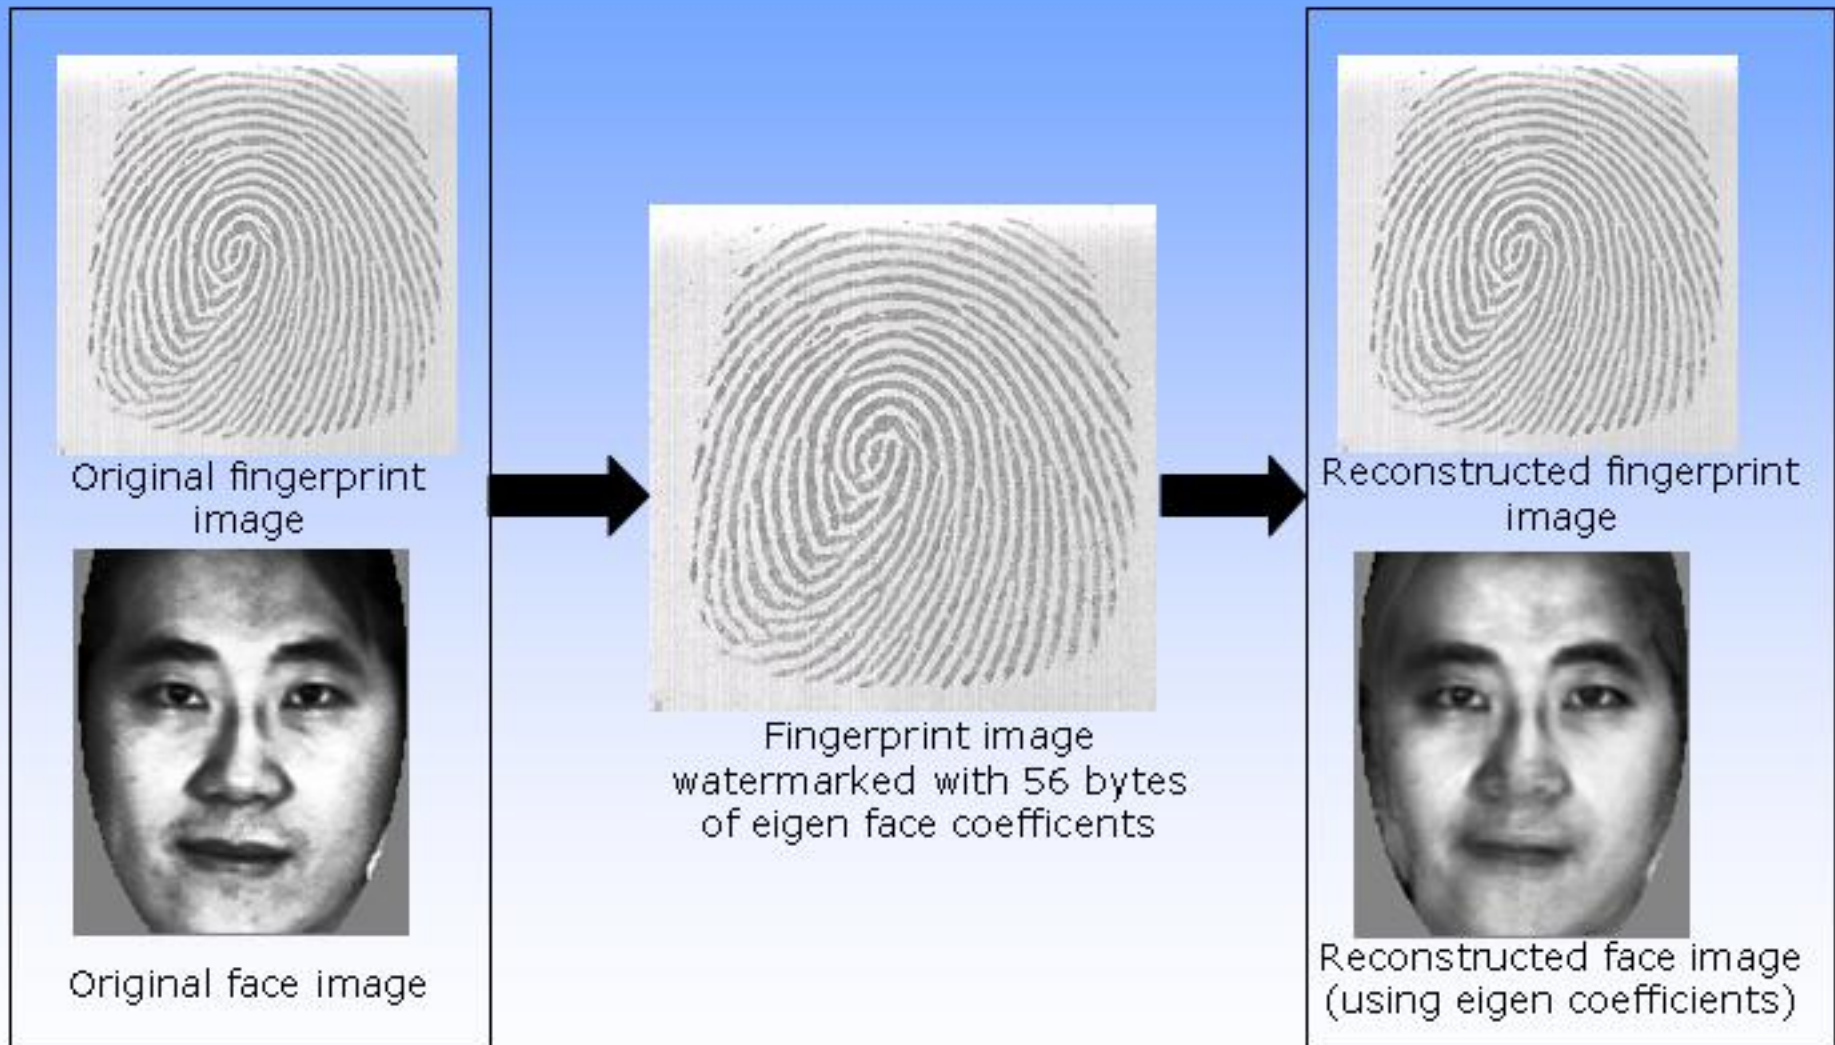 Original fingerprint
image
Original face image
Fingerprint image
watermarked with 56 bytes
of eigen face coefficents
Reconstructed fingerprint
image
Reconstructed face image
(using eigen coefficients)